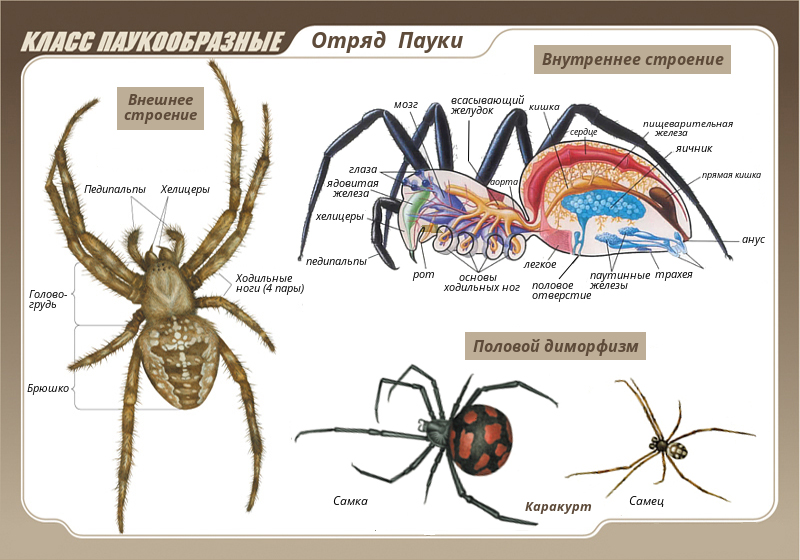 КЛАСС ПАУКООБРАЗНЫЕ
Отряд Пауки
Внешнее
строение
Педипальпы
Хелицеры
Ходильные
ноги (4 пары)
Голово-
грудь
Брюшко
Внутреннее строение
мозг
всасывающий
желудок
кишка
сердце
пищеварительная
железа
яичник
прямая кишка
глаза
ядовитая
железа
аорта
хелицеры
анус
педипальпы
рот
основы
ходильных ног
легкое
половое
отверстие
паутинные
железы
трахея
Половой диморфизм
Самка
Каракурт
Самец